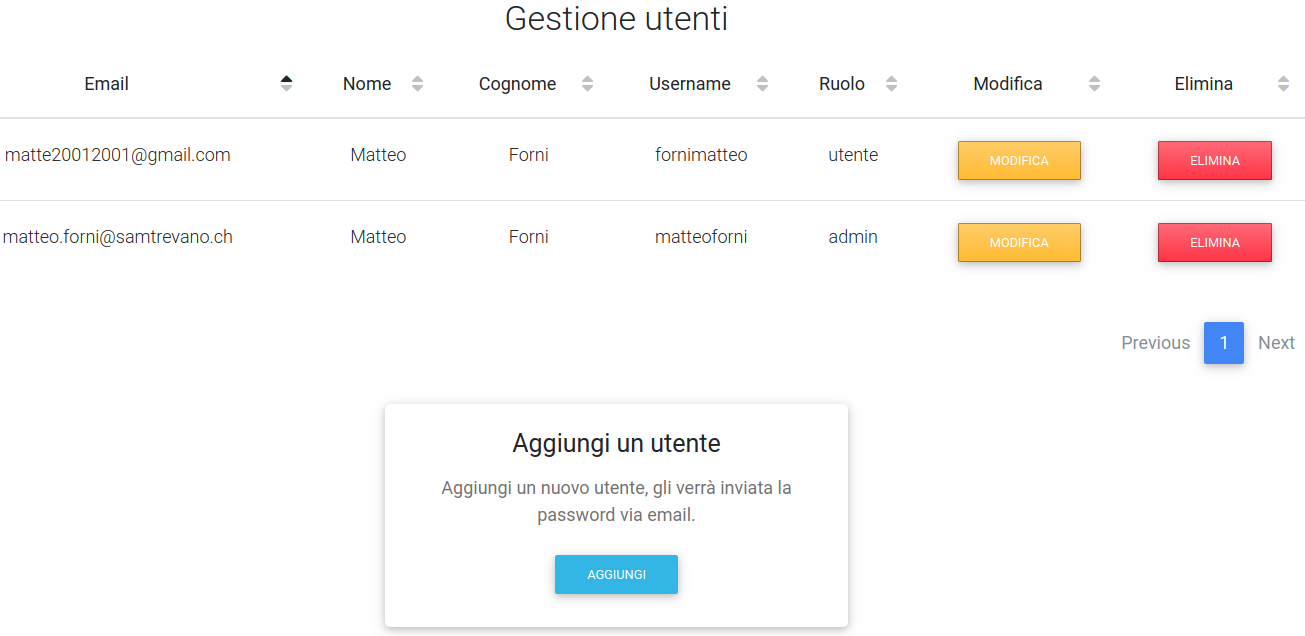 Gestione utenti
Email Nome Cognome Username Ruolo Modifica Elimina
matte20012001@gmail.com Matteo Forni fornimatteo utente MODIFICA ELIMINA
matteo.forni@samtrevano.ch Matteo Forni matteoforni admin MODIFICA ELIMINA
Previous 1 Next
Aggiungi un utente
Aggiungi un nuovo utente, gli verrà inviata la
password via email.
AGGIUNGI